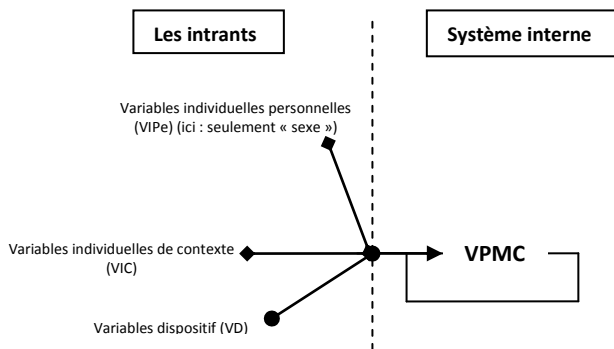 Les intrants
Système interne
Variables individuelles personnelles
(VIPe) (ici : seulement « sexe »)
Variables individuelles de contexte
(VIC)
VPMC
Variables dispositif (VD)